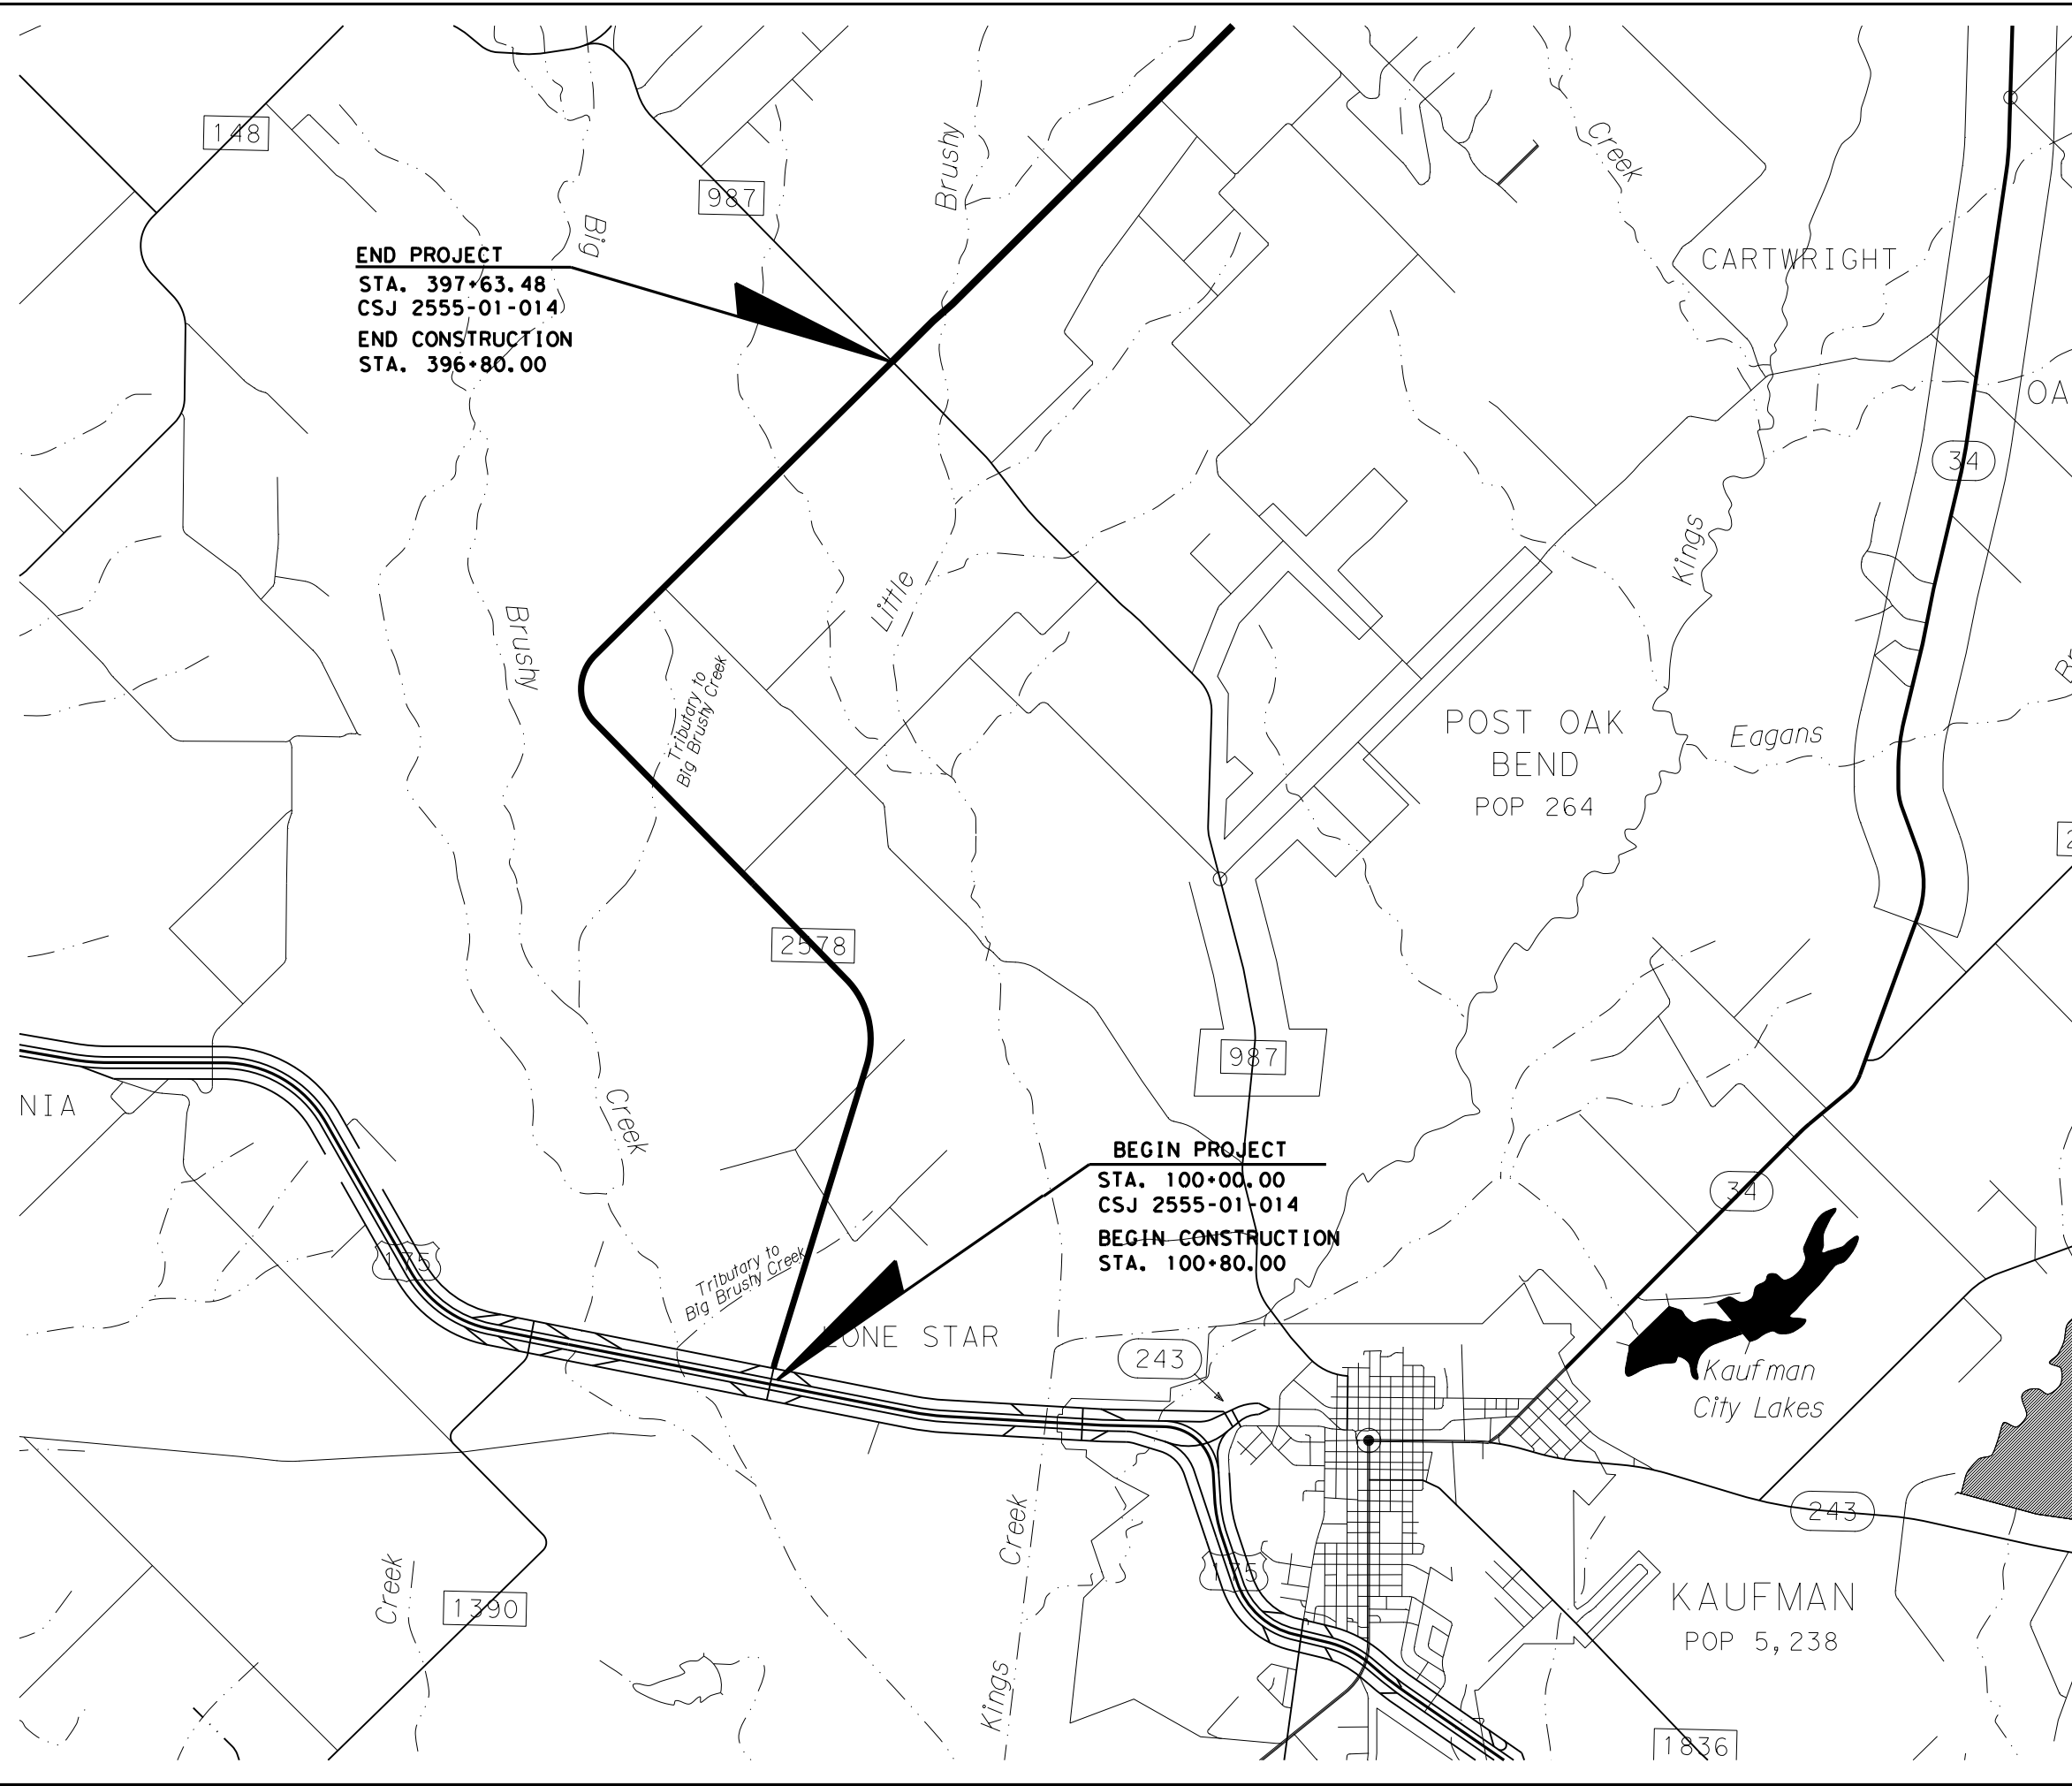 148
987
Big
Brushy
Creek
CARTWRIGHT
END PROJECT
STA. 397+63.48
CSJ 2555-01-014
END CONSTRUCTION
STA. 396+80.00
OA
34
Kings
Little
Brushy
Tributary to
Big Brushy Creek
POST OAK
BEND
POP 264
Eagans
2578
987
NIA
Creek
BEGIN PROJECT
STA. 100+00.00
CSJ 2555-01-014
BEGIN CONSTRUCTION
STA. 100+80.00
34
175
Tributary to
Big Brushy Creek
LONE STAR
243
Kaufman
City Lakes
243
Creek
175
Creek
1390
KAUFMAN
POP 5,238
Kings
1836